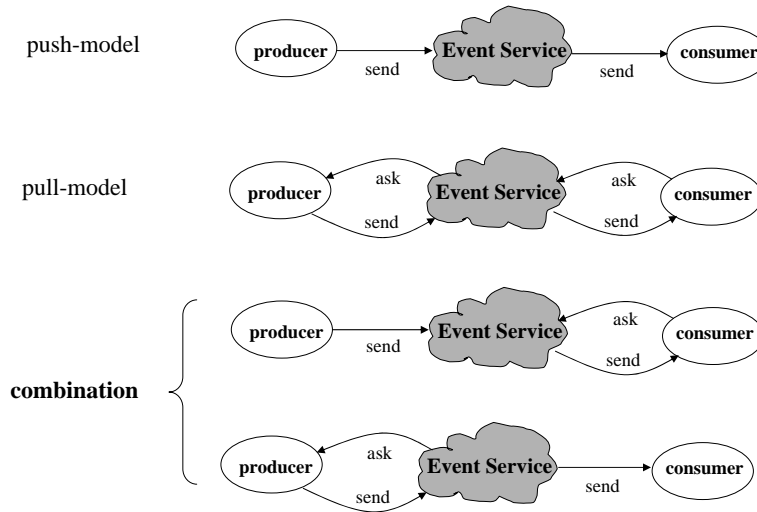 push-model
producer
send
Event Service
send
consumer
pull-model
producer
ask
send
Event Service
ask
send
consumer
combination
producer
send
Event Service
ask
send
consumer
producer
ask
send
Event Service
send
consumer